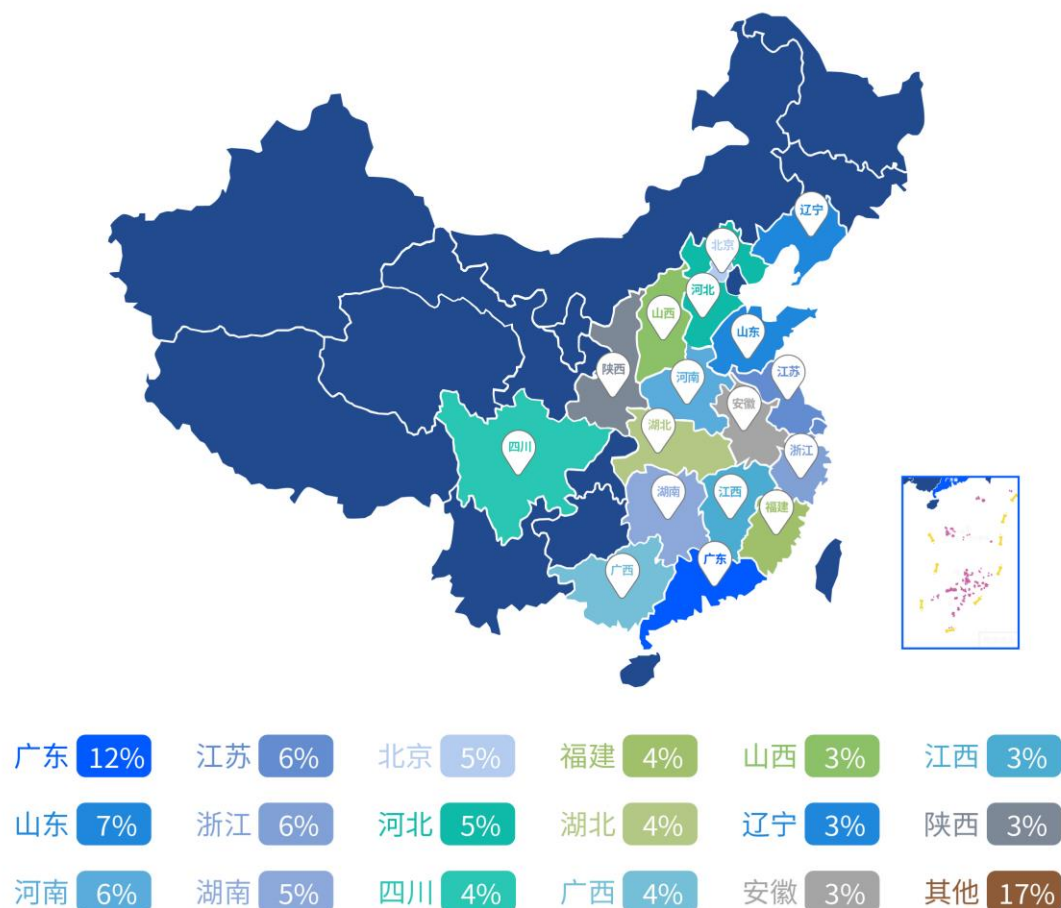 辽宁
北京
河北
山西
山东
陕西
河南
江苏
安徽
湖北
四川
浙江
湖南
江西
福建
广西
广东
广东 12% 江苏 6% 北京 5% 福建 4% 山西 3% 江西 3%
山东 7% 浙江 6% 河北 5% 湖北 4% 辽宁 3% 陕西 3%
河南 6% 湖南 5% 四川 4% 广西 4% 安徽 3% 其他 17%